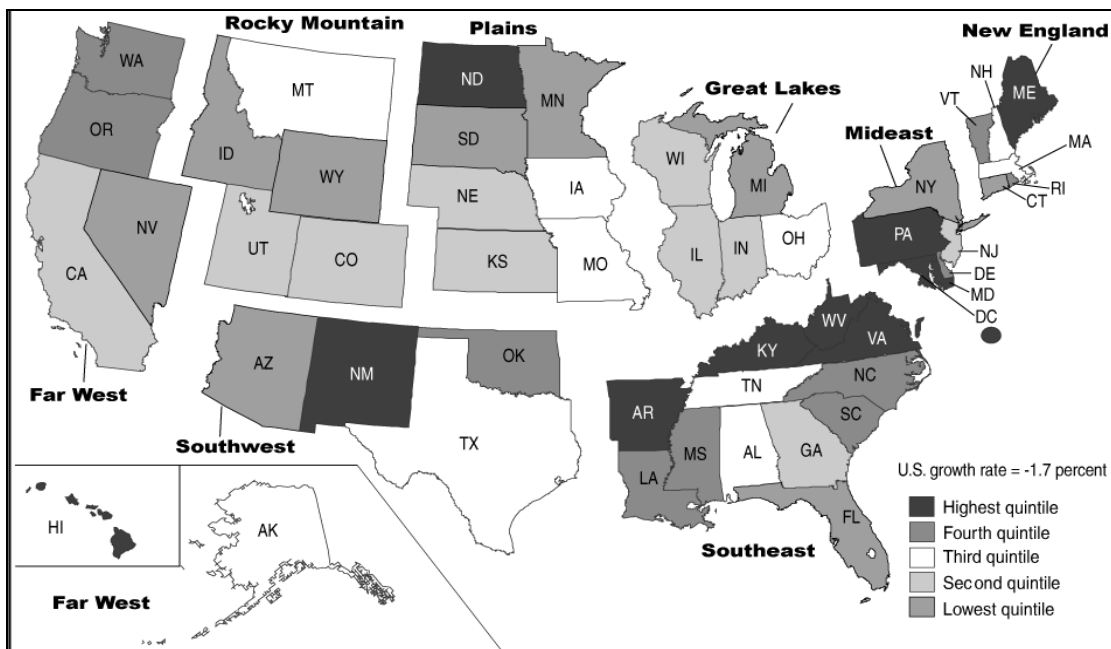 Rocky Mountain
Plains
New England
Great Lakes
Mideast
WA
MT
ND
MN
OR
ID
WY
SD
WI
MI
NH
ME
VT
MA
NY
RI
CT
NV
CA
UT
CO
NE
IA
KS
MO
IL
IN
OH
PA
NJ
DE
MD
DC
WV
VA
KY
Far West
AZ
NM
OK
TX
Southwest
AR
TN
NC
SC
MS
AL
GA
LA
FL
Southeast
HI
AK
Far West
U.S. growth rate = -1.7 percent
Highest quintile
Fourth quintile
Third quintile
Second quintile
Lowest quintile